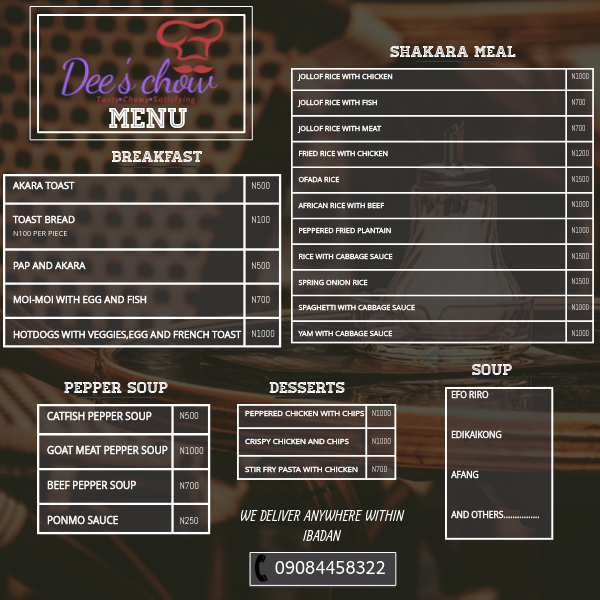 Dee's chow
Tasty Chewy Satisfying
MENU
BREAKFAST
AKARA TOAST N500
TOAST BREAD N100
N100 PER PIECE
PAP AND AKARA N500
MOI-MOI WITH EGG AND FISH N700
HOTDOGS WITH VEGGIES,EGG AND FRENCH TOAST N1000
SHAKARA MEAL
JOLLOF RICE WITH CHICKEN N1000
JOLLOF RICE WITH FISH N700
JOLLOF RICE WITH MEAT N700
FRIED RICE WITH CHICKEN N1200
OFADA RICE N1500
AFRICAN RICE WITH BEEF N1000
PEPPERED FRIED PLANTAIN N1000
RICE WITH CABBAGE SAUCE N1500
SPRING ONION RICE N1500
SPAGHETTI WITH CABBAGE SAUCE N1000
YAM WITH CABBAGE SAUCE N1000
PEPPER SOUP
CATFISH PEPPER SOUP N500
GOAT MEAT PEPPER SOUP N1000
BEEF PEPPER SOUP N700
PONMO SAUCE N250
DESSERTS
PEPPERED CHICKEN WITH CHIPS N1000
CRISPY CHICKEN AND CHIPS N1000
STIR FRY PASTA WITH CHICKEN N700
SOUP
EFO RIRO
EDIKAIKONG
AFANG
AND OTHERS................
WE DELIVER ANYWHERE WITHIN
IBADAN
09084458322